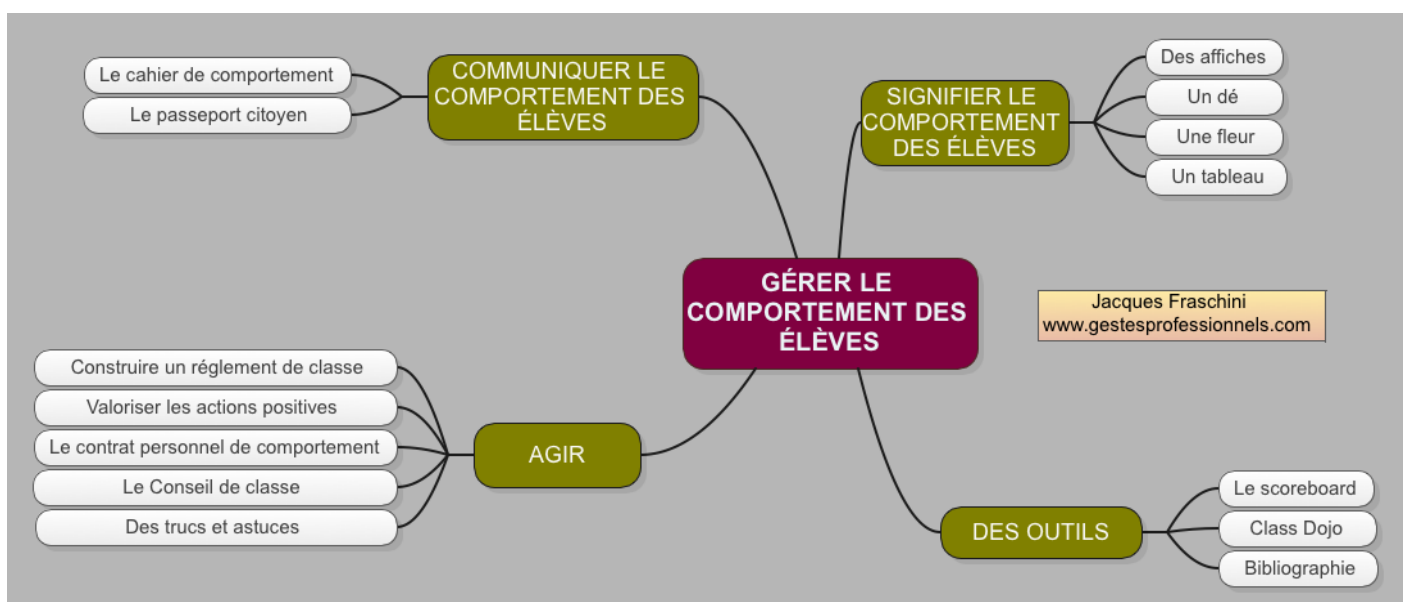 COMMUNIQUER LE
COMPORTEMENT DES
ÉLÈVES
Le cahier de comportement
Le passeport citoyen
SIGNIFIER LE
COMPORTEMENT
DES ÉLÈVES
Des affiches
Un dé
Une fleur
Un tableau
GÉRER LE
COMPORTEMENT DES
ÉLÈVES
Jacques Fraschini
www.gestesprofessionnels.com
AGIR
Construire un réglement de classe
Valoriser les actions positives
Le contrat personnel de comportement
Le Conseil de classe
Des trucs et astuces
DES OUTILS
Le scoreboard
Class Dojo
Bibliographie